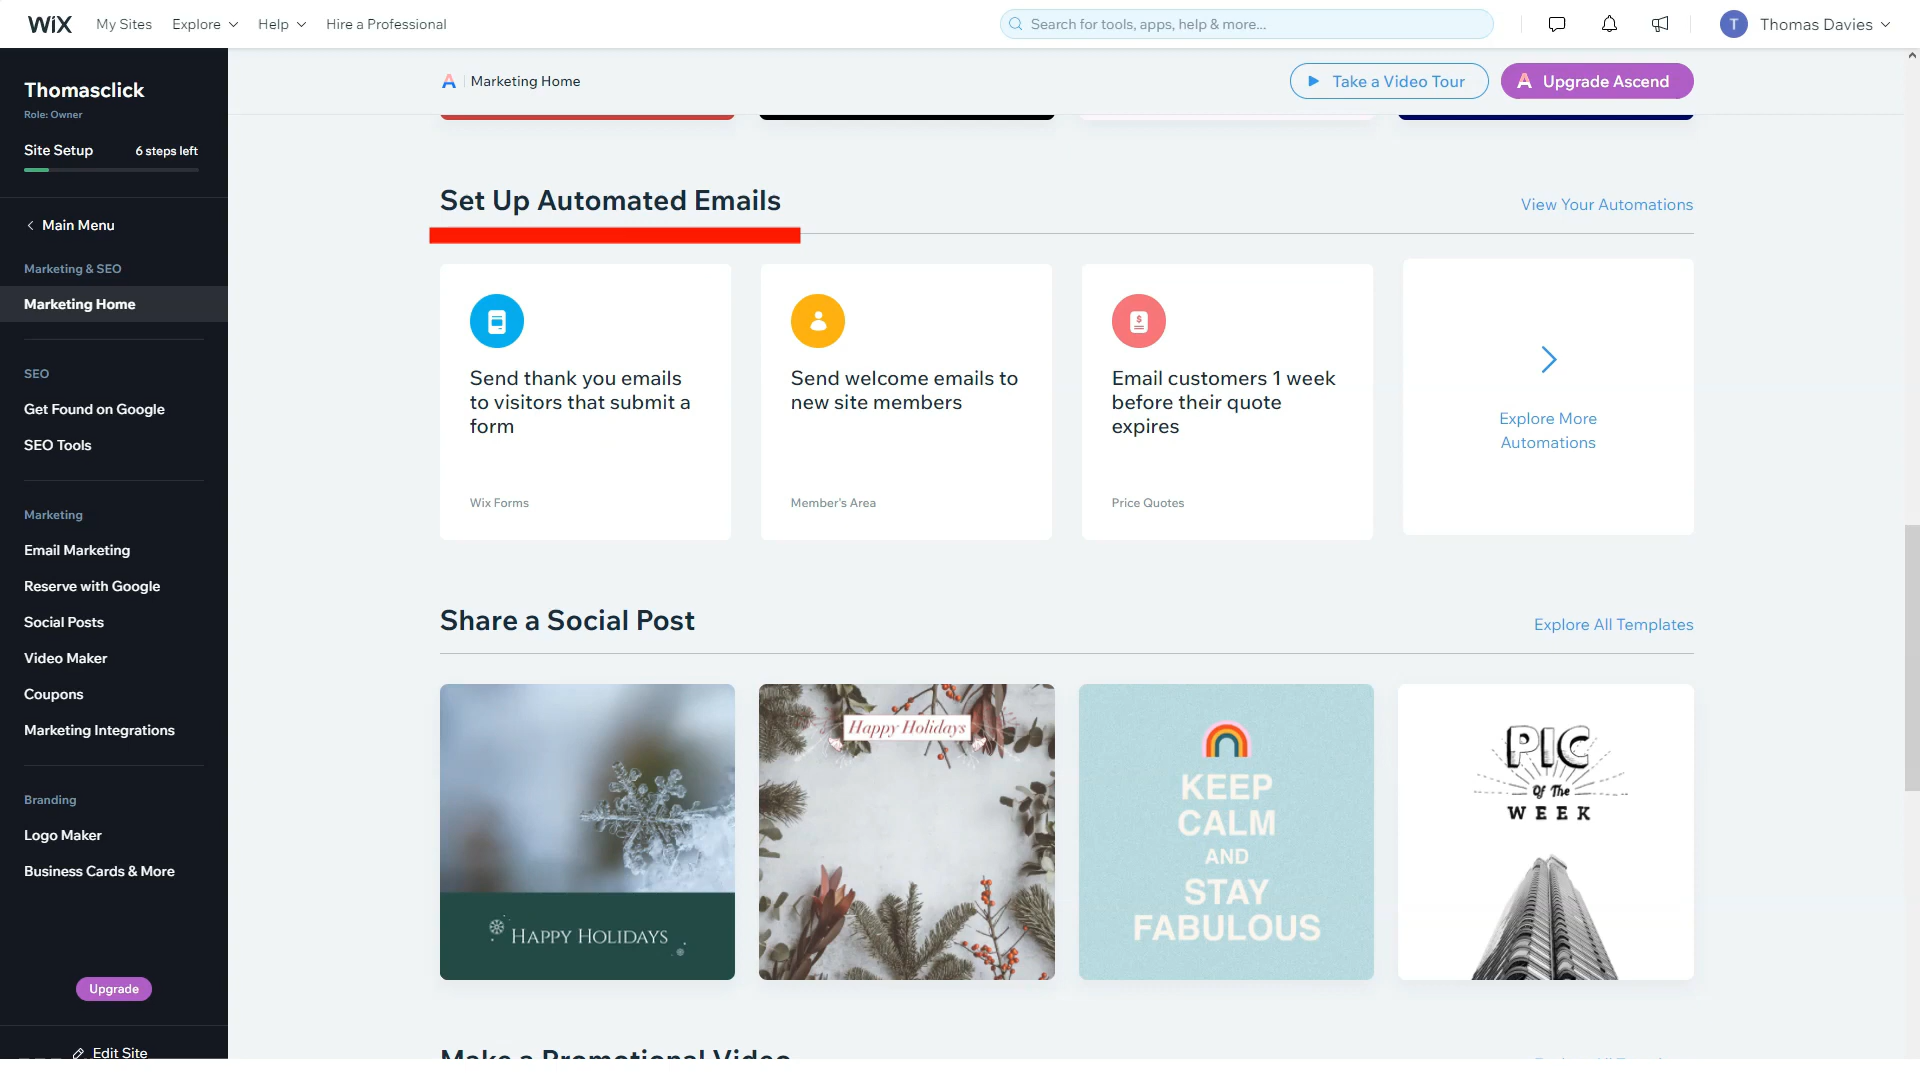 WiX
My Sites
Explore
Help
Hire a Professional
Search for tools, apps, help & more...
T
Thomas Davies
Thomasclick
Role: Owner
Site Setup
6 steps left
Main Menu
Marketing & SEO
Marketing Home
SEO
Get Found on Google
SEO Tools
Marketing
Email Marketing
Reserve with Google
Social Posts
Video Maker
Coupons
Marketing Integrations
Branding
Logo Maker
Business Cards & More
Upgrade
Edit Site
A | Marketing Home
Take a Video Tour
A Upgrade Ascend
Set Up Automated Emails
View Your Automations
Send thank you emails
to visitors that submit a
form
Wix Forms
Send welcome emails to
new site members
Member's Area
Email customers 1 week
before their quote
expires
Price Quotes
Explore More
Automations
Share a Social Post
Explore All Templates
Happy Holidays
Happy Holidays
KEEP
CALM
AND
STAY
FABULOUS
PIC
Of The
WEEK
Make a Promotional Video